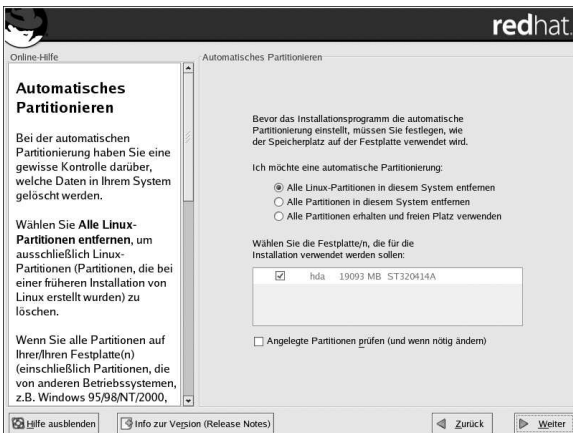 redhat.
Online-Hilfe
Automatisches
Partitionieren
Bei der automatischen
Partitionierung haben Sie eine
gewisse Kontrolle darüber,
welche Daten in Ihrem System
gelöscht werden.
Wählen Sie Alle Linux-
Partitionen entfernen, um
ausschließlich Linux-
Partitionen (Partitionen, die bei
einer früheren Installation von
Linux erstellt wurden) zu
löschen.
Wenn Sie alle Partitionen auf
Ihrer/Ihren Festplatte(n)
(einschließlich Partitionen, die
von anderen Betriebssystemen,
z.B. Windows 95/98/NT/2000,
Automatisches Partitionieren
Bevor das Installationsprogramm die automatische
Partitionierung einstellt, müssen Sie festlegen, wie
der Speicherplatz auf der Festplatte verwendet wird.
Ich möchte eine automatische Partitionierung:
Alle Linux-Partitionen in diesem System entfernen
Alle Partitionen in diesem System entfernen
Alle Partitionen erhalten und freien Platz verwenden
Wählen Sie die Festplatte/n, die für die
Installation verwendet werden sollen:
hda 19093 MB ST320414A
Angelegte Partitionen prüfen (und wenn nötig ändern)
Hilfe ausblenden
Info zur Version (Release Notes)
Zurück
Weiter